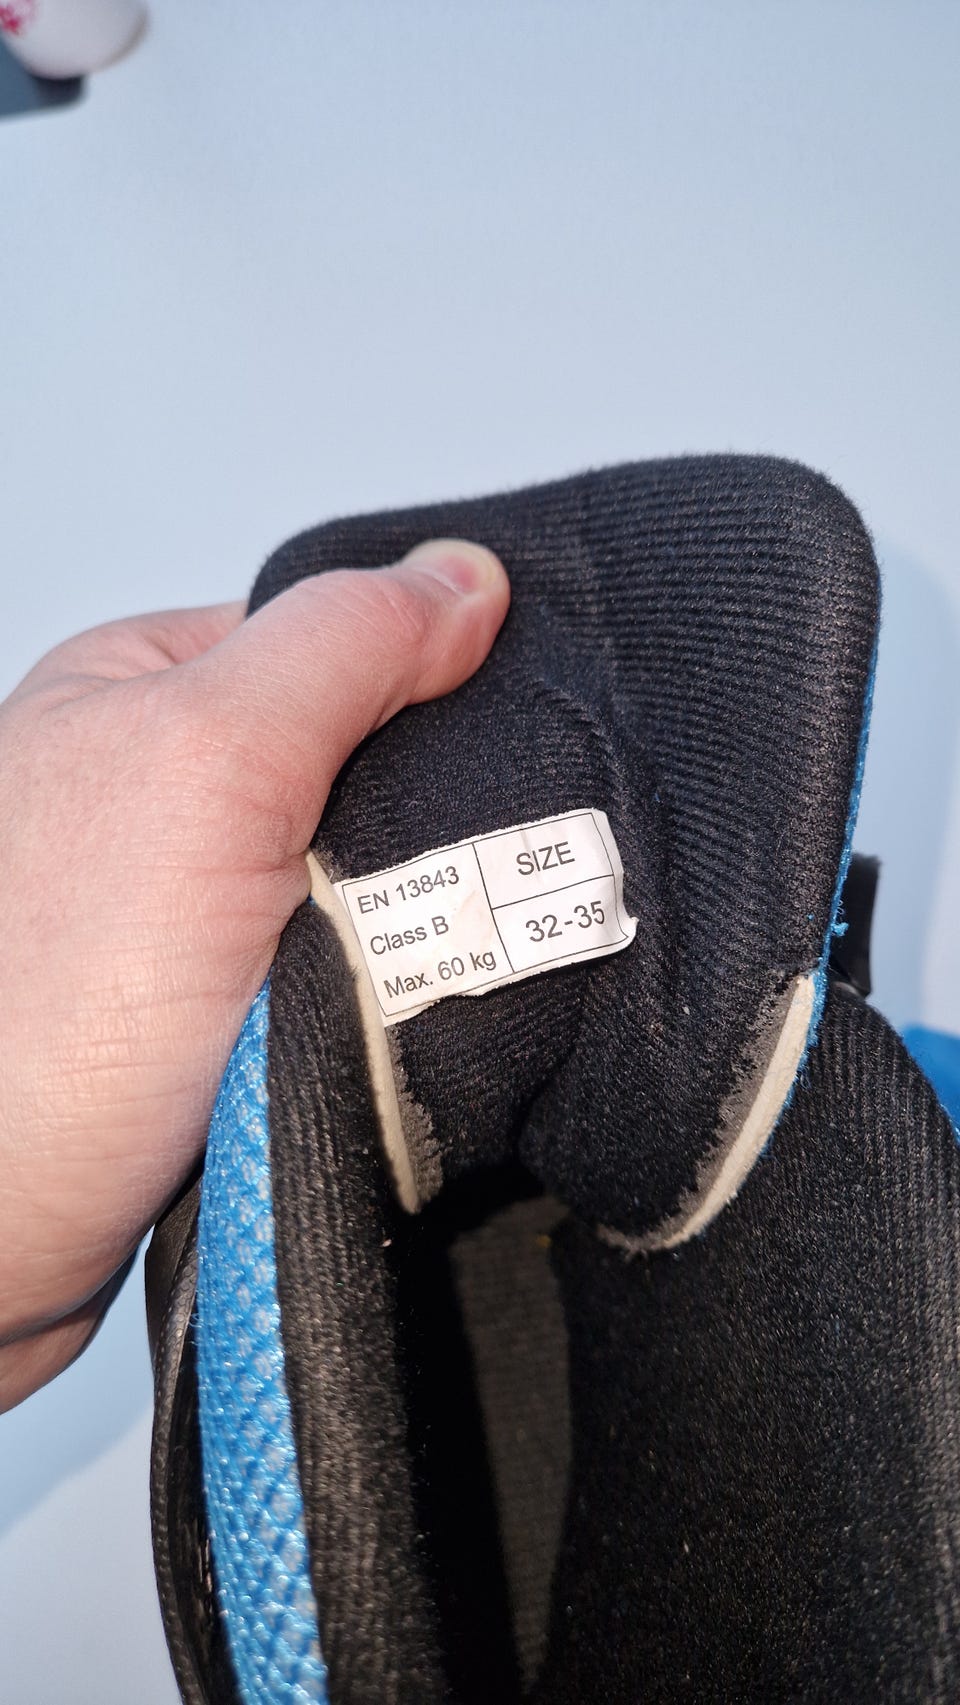 EN 13843
Class B
Max. 60 kg
SIZE
32-35